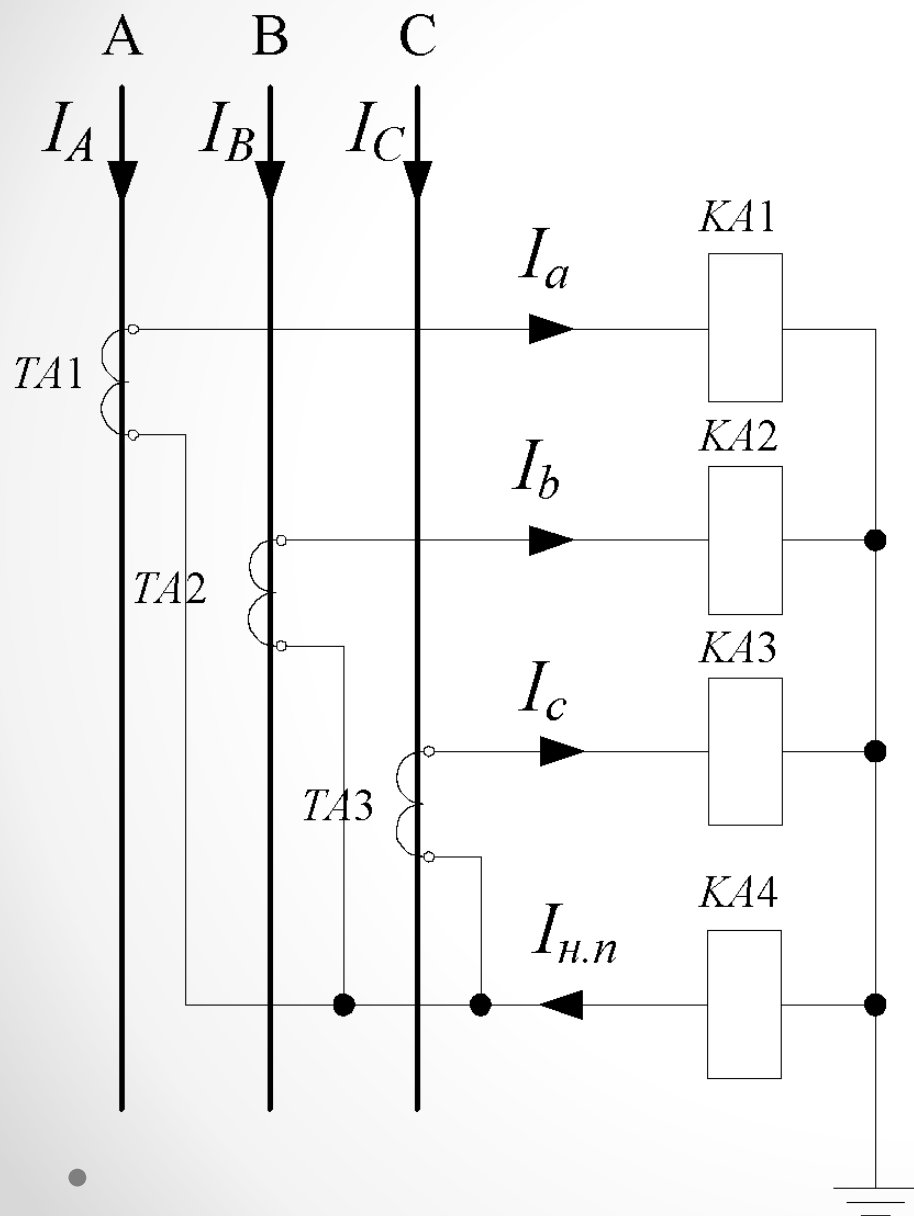 A B C
I_A I_B I_C
KA1
I_a
TA1
KA2
I_b
TA2
KA3
I_c
TA3
KA4
I_н.п